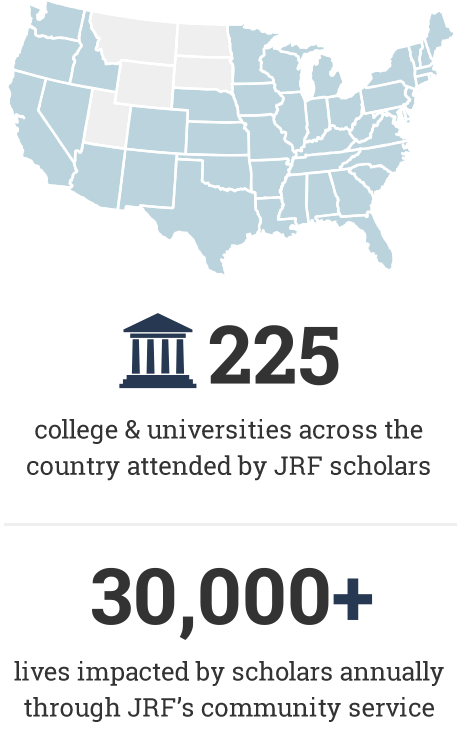 225
college & universities across the
country attended by JRF scholars
30,000+
lives impacted by scholars annually
through JRF’s community service